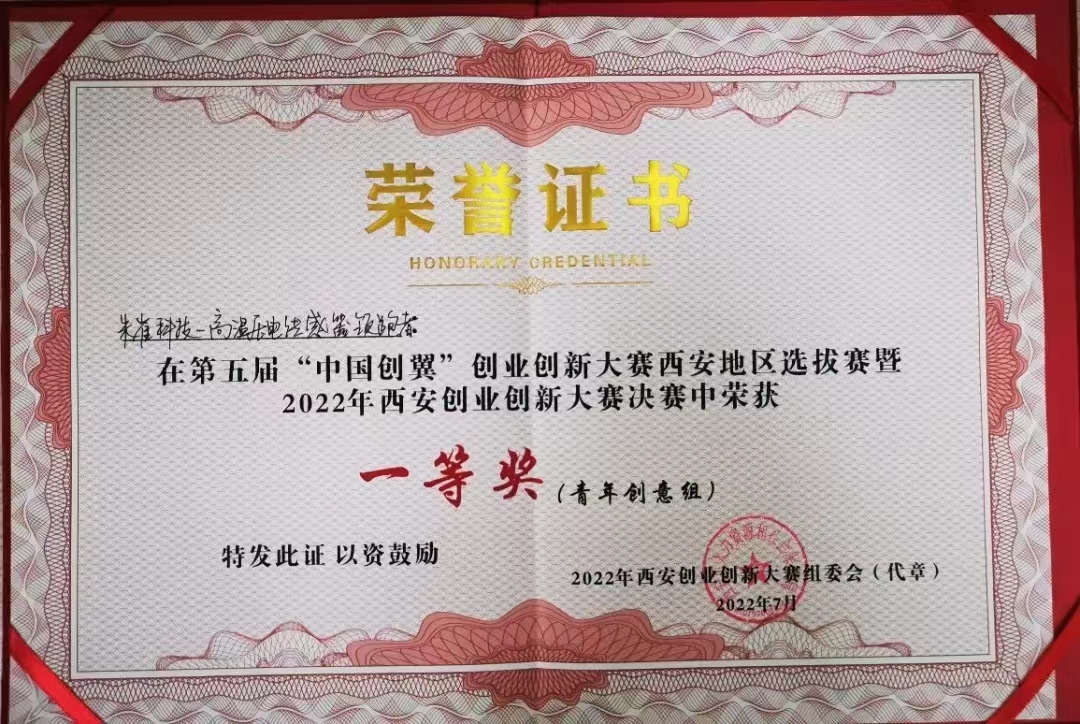 荣誉证书
HONORARY CREDENTIAL
朱雀科技-高温压电传感器领跑者
在第五届“中国创翼”创业创新大赛西安地区选拔赛暨
2022年西安创业创新大赛决赛中荣获
一等奖(青年创意组)
特发此证 以资鼓励
2022年西安创业创新大赛组委会(代章)
2022年7月